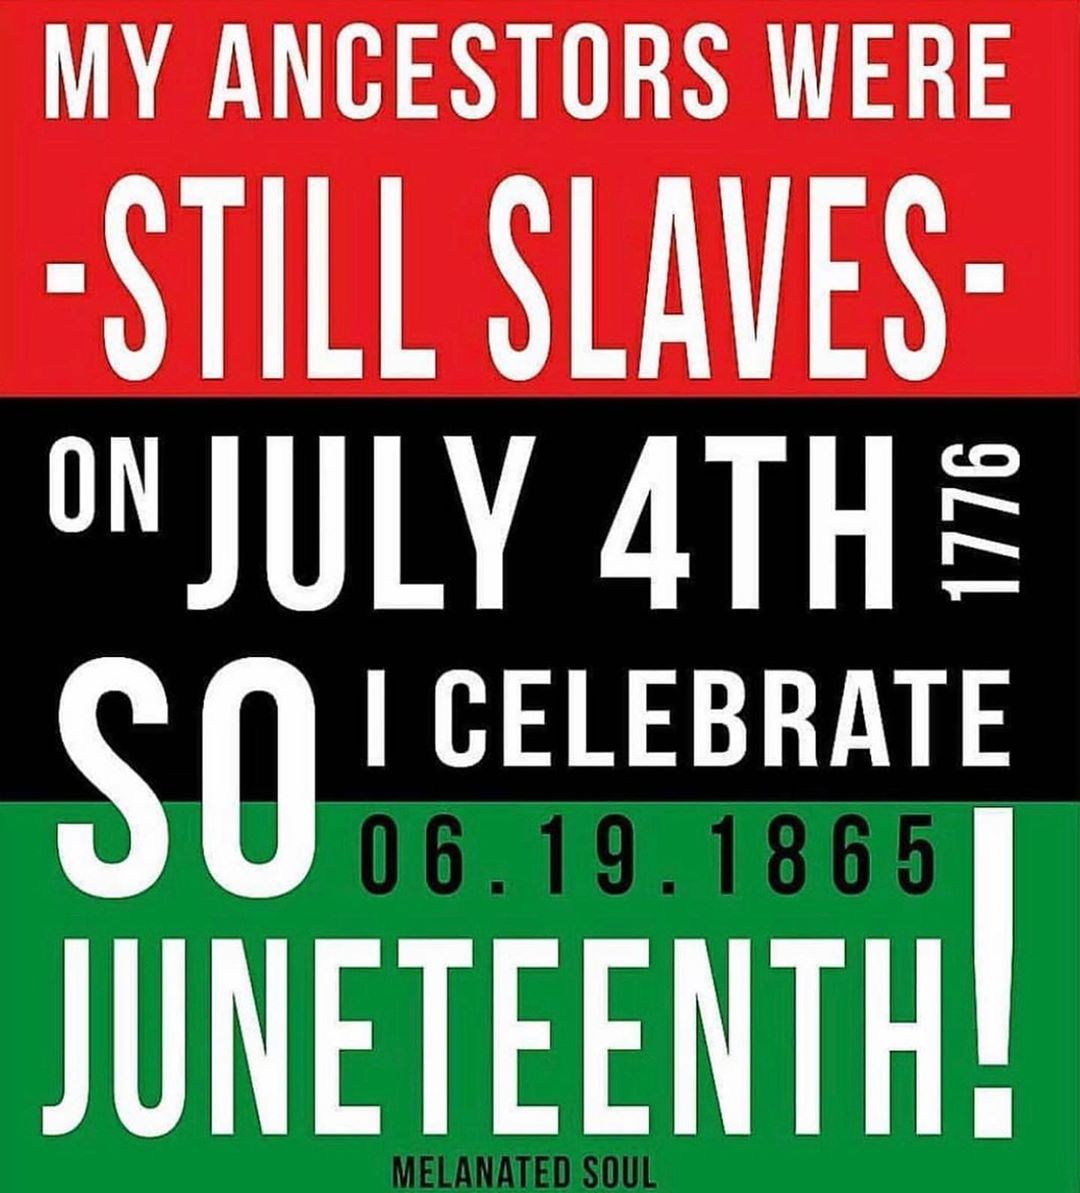 MY ANCESTORS WERE
-STILL SLAVES-
ON JULY 4TH 1776
SO I CELEBRATE
06.19.1865
JUNETEENTH!
MELANATED SOUL